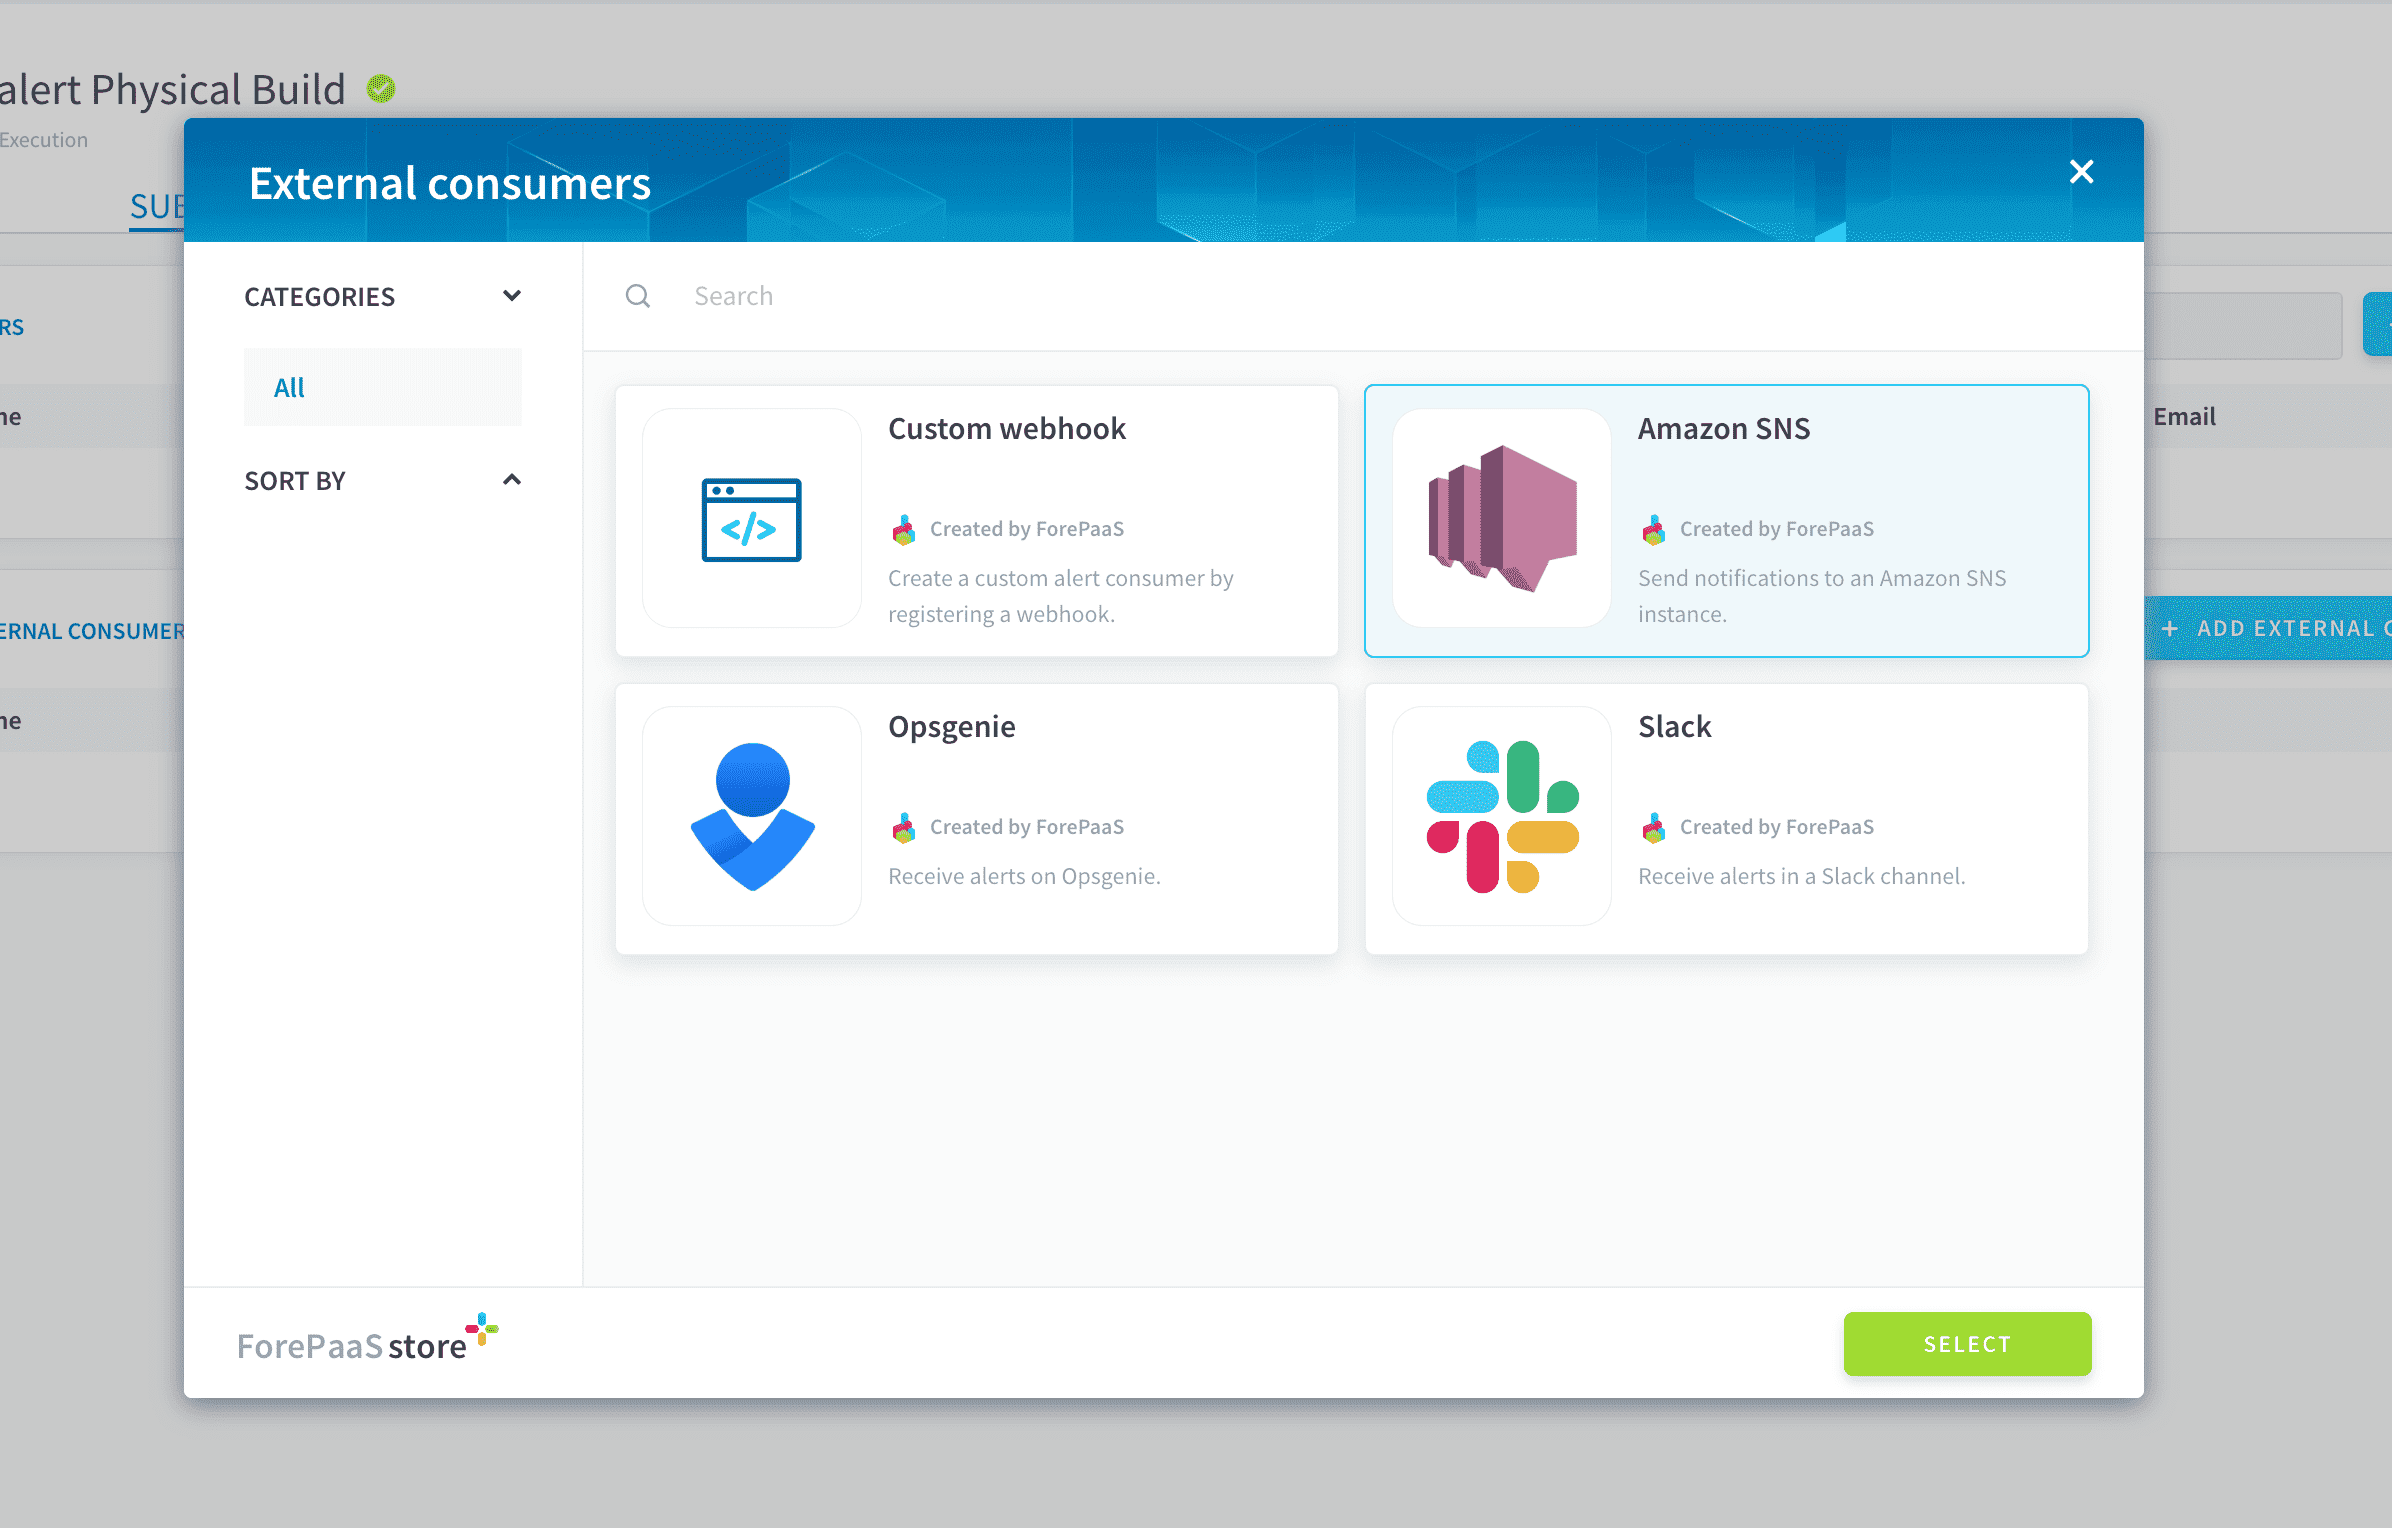 alert Physical Build
Execution
SUB
External consumers
CATEGORIES
All
SORT BY
Search
Custom webhook
Created by ForePaaS
Create a custom alert consumer by
registering a webhook.
Amazon SNS
Created by ForePaaS
Send notifications to an Amazon SNS
instance.
Opsgenie
Created by ForePaaS
Receive alerts on Opsgenie.
Slack
Created by ForePaaS
Receive alerts in a Slack channel.
RS
ne
Email
ERNAL CONSUMER
+ ADD EXTERNAL C
ne
ForePaaS store
SELECT